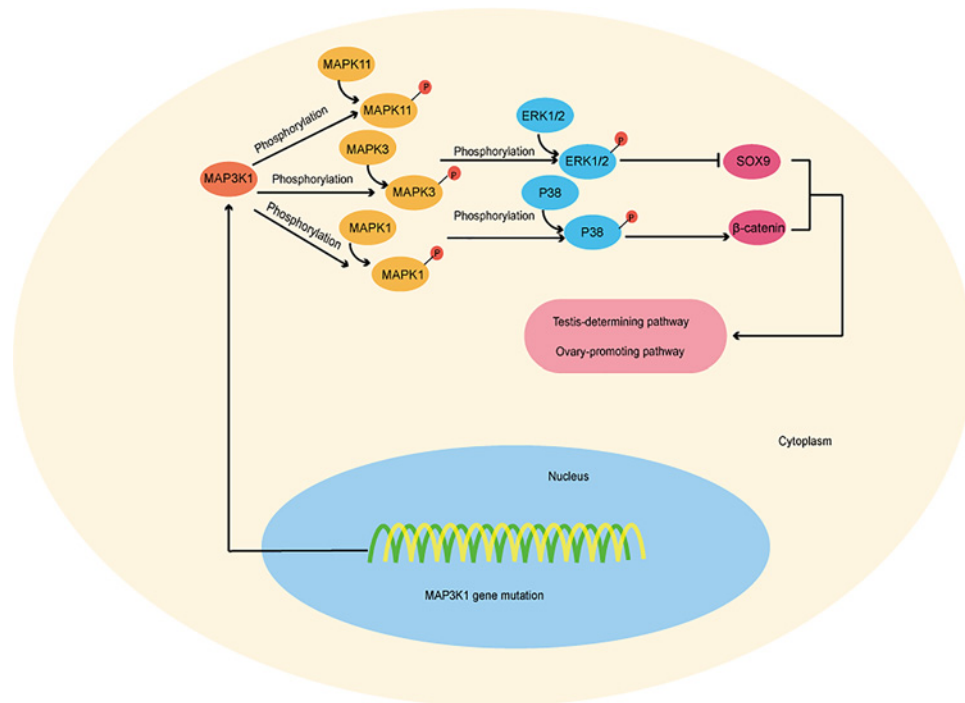 MAPK11
P
MAPK11
Phosphorylation
ERK1/2
MAPK3
P
Phosphorylation
ERK1/2
SOX9
P
MAP3K1
Phosphorylation
MAPK3
P38
P
Phosphorylation
MAPK1
Phosphorylation
P38
β-catenin
P
MAPK1
Testis-determining pathway
Ovary-promoting pathway
Cytoplasm
Nucleus
MAP3K1 gene mutation